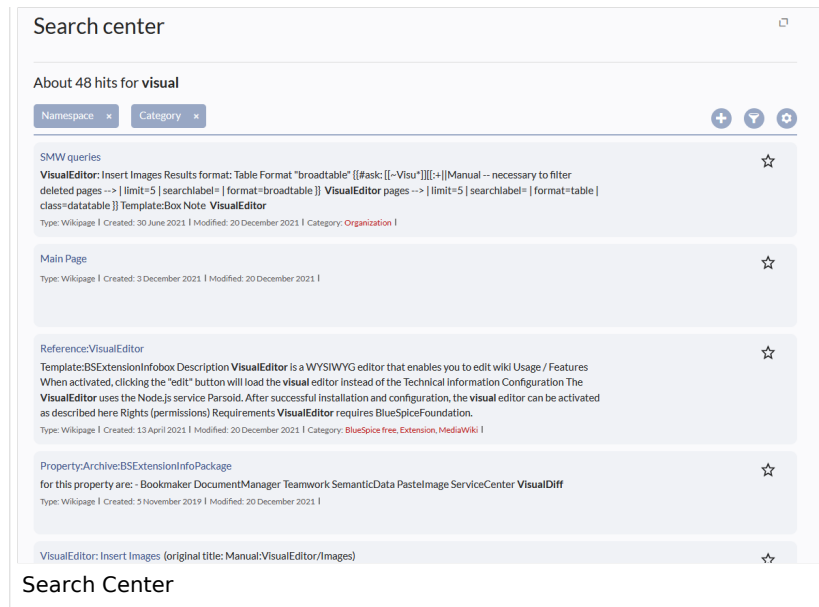 Search center
About 48 hits for visual
Namespace ×
Category ×
SMW queries
VisualEditor: Insert Images Results format: Table Format "broadtable" {{#ask: [[~Visu*]][[:+||Manual -- necessary to filter
deleted pages --> | limit=5 | searchlabel= | format=broadtable }} VisualEditor pages --> | limit=5 | searchlabel= | format=table |
class=datatable }} Template:Box Note VisualEditor
Type: Wikipage | Created: 30 June 2021 | Modified: 20 December 2021 | Category: Organization |
Main Page
Type: Wikipage | Created: 3 December 2021 | Modified: 20 December 2021 |
Reference:VisualEditor
Template:BSExtensionInfobox Description VisualEditor is a WYSIWYG editor that enables you to edit wiki Usage / Features
When activated, clicking the "edit" button will load the visual editor instead of the Technical information Configuration The
VisualEditor uses the Node.js service Parsoid. After successful installation and configuration, the visual editor can be activated
as described here Rights (permissions) Requirements VisualEditor requires BlueSpiceFoundation.
Type: Wikipage | Created: 13 April 2021 | Modified: 20 December 2021 | Category: BlueSpice free, Extension, MediaWiki |
Property:Archive:BSExtensionInfoPackage
for this property are: - Bookmaker DocumentManager Teamwork SemanticData PasteImage ServiceCenter VisualDiff
Type: Wikipage | Created: 5 November 2019 | Modified: 20 December 2021 |
VisualEditor: Insert Images (original title: Manual:VisualEditor/Images)
Search Center